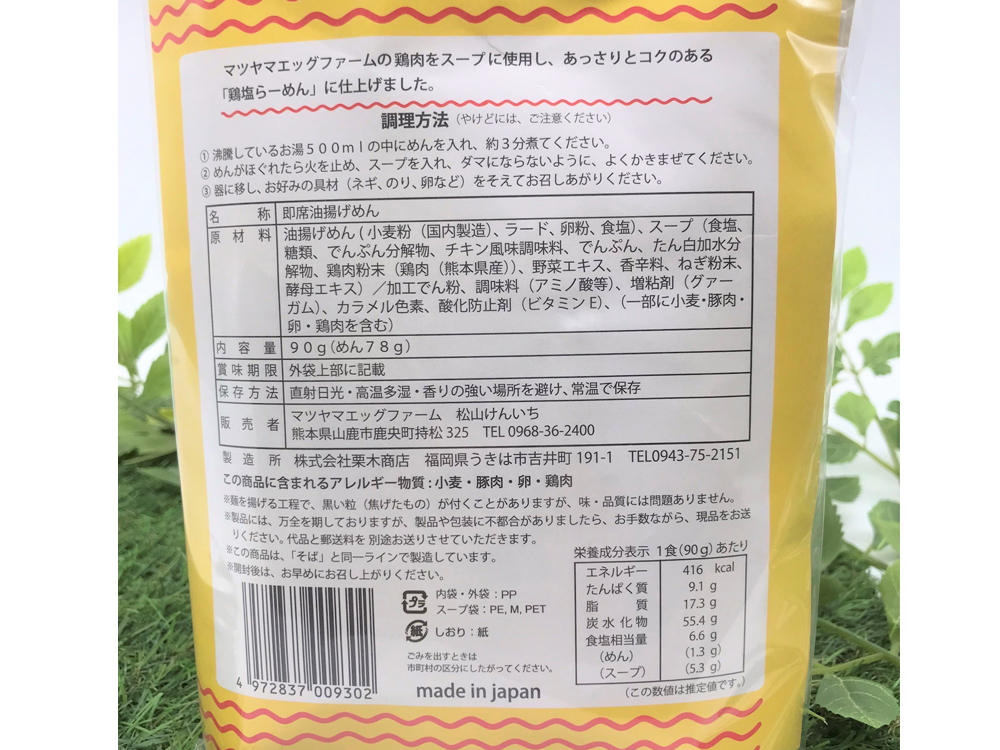 マツヤマエッグファームの鶏肉をスープに使用し、あっさりとコクのある
「鶏塩らーめん」に仕上げました。
調理方法（やけどには、ご注意ください）
① 沸騰しているお湯５００ｍｌの中にめんを入れ、約３分煮てください。
② めんがほぐれたら火を止め、スープを入れ、ダマにならないように、よくかきまぜてください。
③ 器に移し、お好みの具材（ネギ、のり、卵など）をそえてお召しあがりください。
名称 即席油揚げめん
原材料 油揚げめん（小麦粉（国内製造）、ラード、卵粉、食塩）、スープ（食塩、
糖類、でんぷん分解物、チキン風味調味料、でんぷん、たん白加水分
解物、鶏肉粉末（鶏肉（熊本県産））、野菜エキス、香辛料、ねぎ粉末、
酵母エキス）／加工でん粉、調味料（アミノ酸等）、増粘剤（グァー
ガム）、カラメル色素、酸化防止剤（ビタミンE）、（一部に小麦・豚肉・
卵・鶏肉を含む）
内容量 ９０ｇ（めん７８ｇ）
賞味期限 外袋上部に記載
保存方法 直射日光・高温多湿・香りの強い場所を避け、常温で保存
販売者 マツヤマエッグファーム 松山けんいち
熊本県山鹿市鹿央町持松 325 TEL 0968-36-2400
製造所 株式会社栗木商店 福岡県うきは市吉井町 191-1 TEL0943-75-2151
この商品に含まれるアレルギー物質：小麦・豚肉・卵・鶏肉
※麺を揚げる工程で、黒い粒（焦げたもの）が付くことがありますが、味・品質には問題ありません。
※製品には、万全を期しておりますが、製品や包装に不都合がありましたら、お手数ながら、現品をお送
りください。代品と郵送料を 別途お送りさせていただきます。
※この商品は、「そば」と同一ラインで製造しています。
※開封後は、お早めにお召し上がりください。
栄養成分表示 1食(90g)あたり
エネルギー 416 kcal
たんぱく質 9.1 g
脂質 17.3 g
炭水化物 55.4 g
食塩相当量 6.6 g
（めん） (1.3 g)
（スープ） (5.3 g)
（この数値は推定値です。）
プラ
内袋・外袋：PP
スープ袋：PE, M, PET
紙
しおり：紙
ごみを出すときは
市町村の区分にしたがってください。
4 972837 009302
made in japan